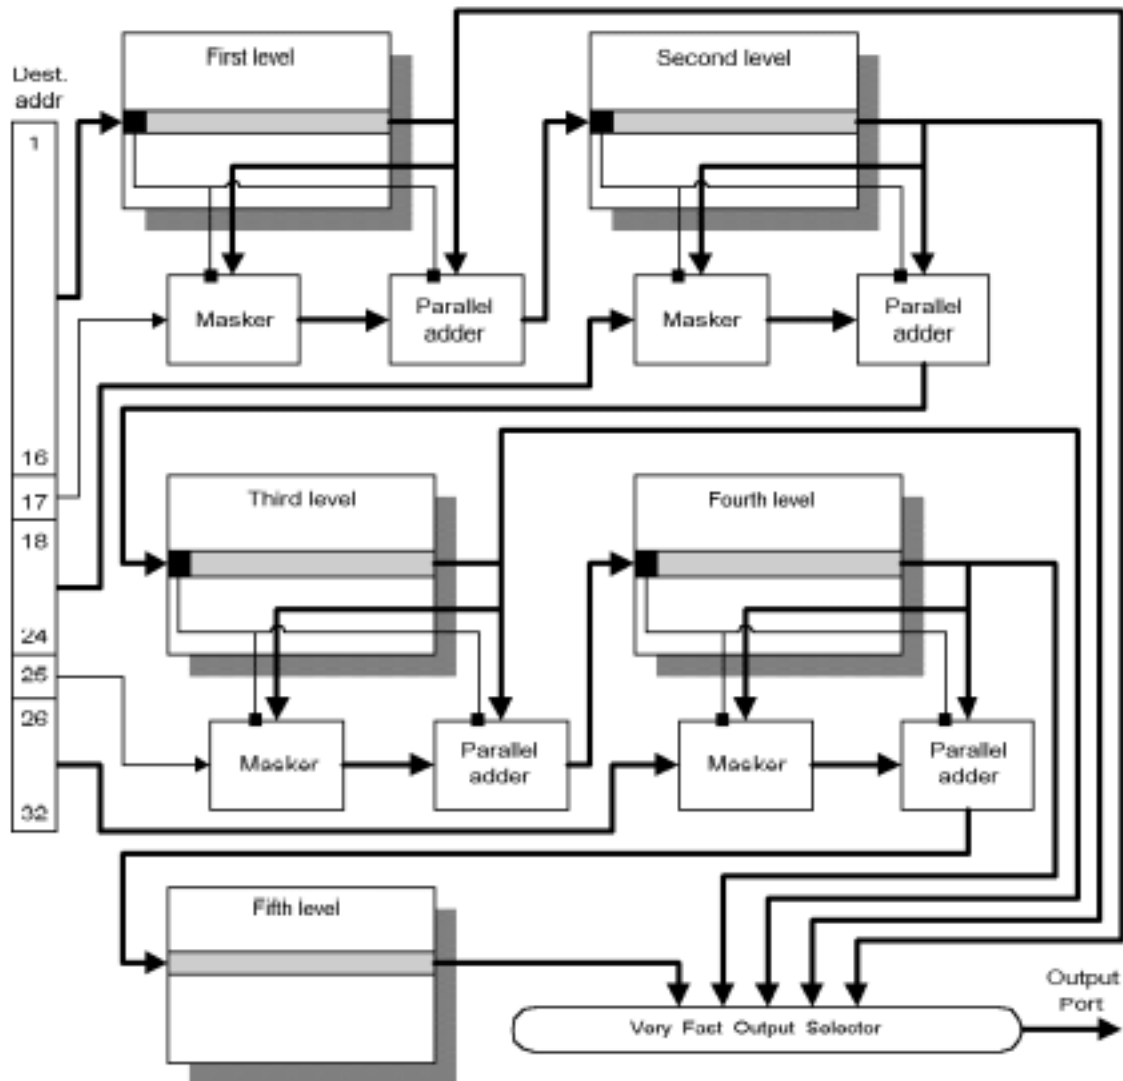 First level
Second level
Dest.
addr
1
Masker
Parallel
adder
Masker
Parallel
adder
16
17
18
Third level
Fourth level
24
25
26
Masker
Parallel
adder
Masker
Parallel
adder
32
Fifth level
Output
Port
Very Fast Output Selector